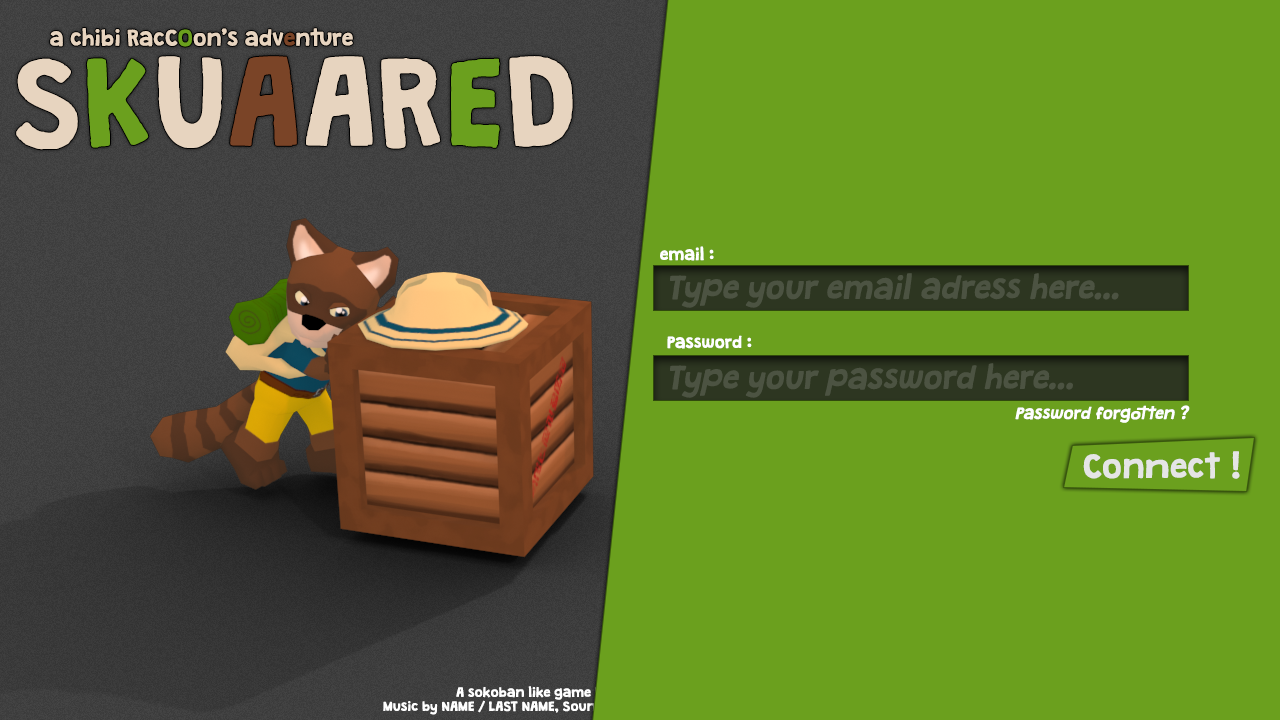 a chibi RacCOon's adventure
SKUAARED
email :
Type your email adress here...
Password :
Type your password here...
Password forgotten ?
Connect !
A sokoban like game
Music by NAME / LAST NAME,